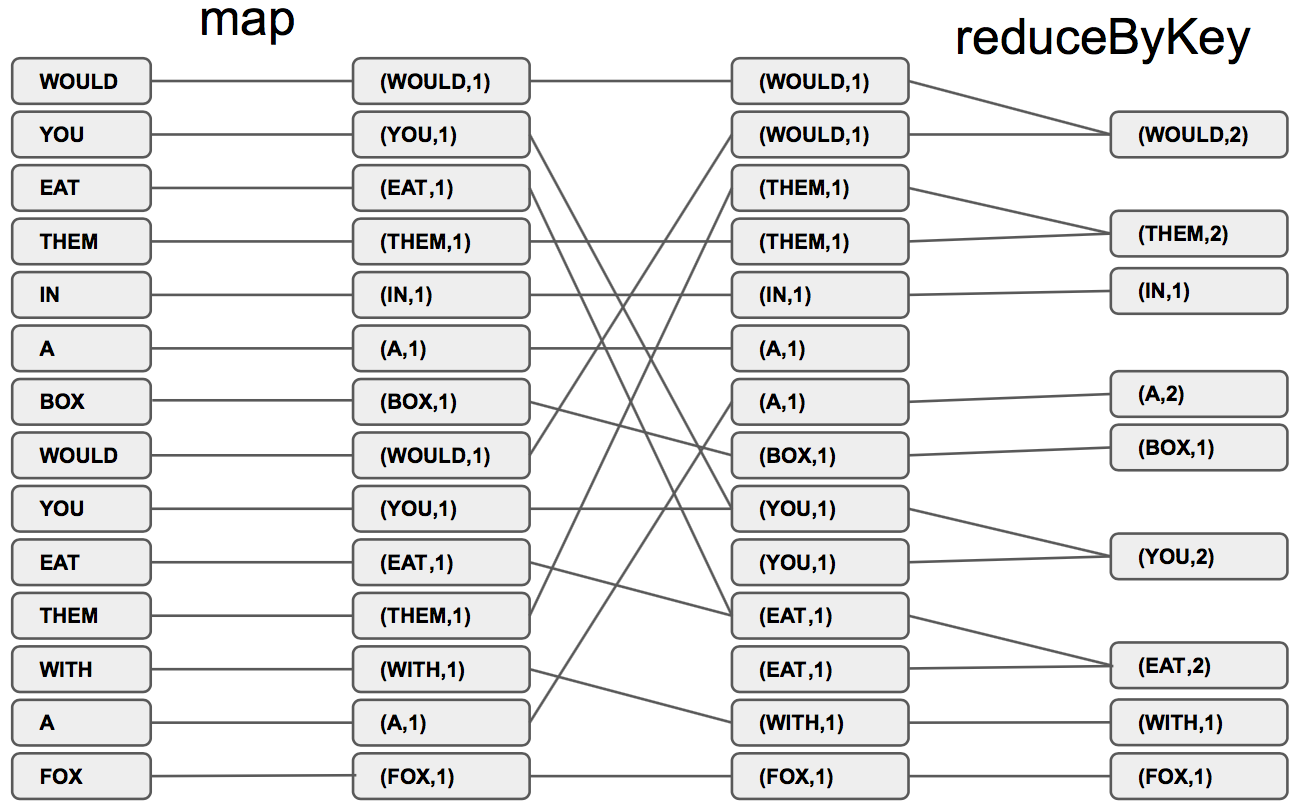 map
reduceByKey
WOULD
(WOULD,1)
(WOULD,1)
YOU
(YOU,1)
(WOULD,1)
(WOULD,2)
EAT
(EAT,1)
(THEM,1)
THEM
(THEM,1)
(THEM,1)
(THEM,2)
IN
(IN,1)
(IN,1)
(IN,1)
A
(A,1)
(A,1)
BOX
(BOX,1)
(A,1)
(A,2)
WOULD
(WOULD,1)
(BOX,1)
(BOX,1)
YOU
(YOU,1)
(YOU,1)
EAT
(EAT,1)
(YOU,1)
(YOU,2)
THEM
(THEM,1)
(EAT,1)
WITH
(WITH,1)
(EAT,1)
(EAT,2)
A
(A,1)
(WITH,1)
(WITH,1)
FOX
(FOX,1)
(FOX,1)
(FOX,1)